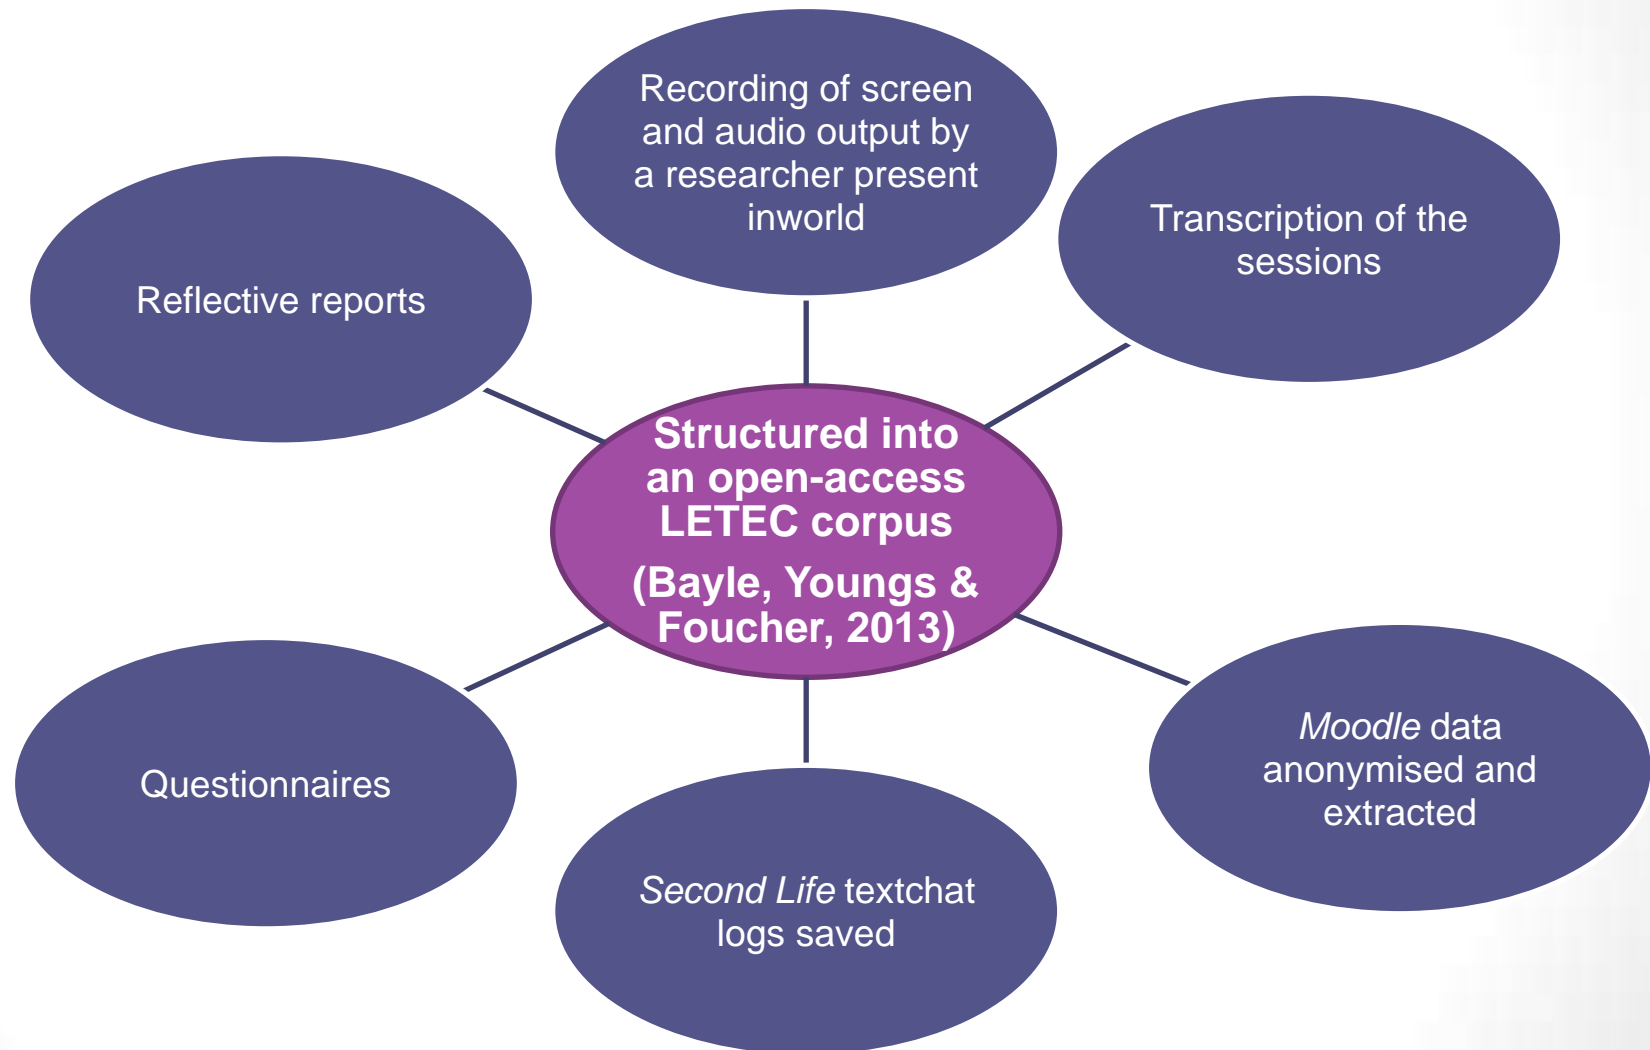 Recording of screen
and audio output by
a researcher present
inworld
Transcription of the
sessions
Reflective reports
Structured into
an open-access
LETEC corpus
(Bayle, Youngs &
Foucher, 2013)
Moodle data
anonymised and
extracted
Questionnaires
Second Life textchat
logs saved